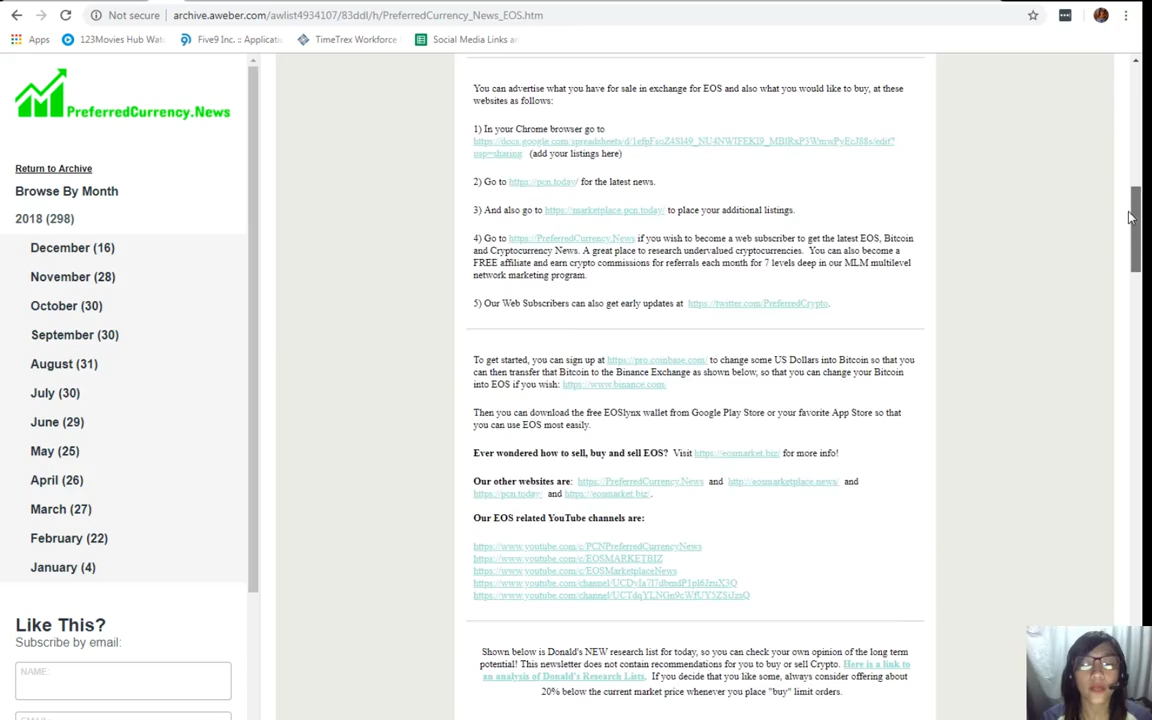 Not secure | archive.aweber.com/awlist4934107/83ddl/h/PreferredCurrency_News_EOS.htm
Apps 123Movies Hub Wat Five9 Inc. :: Applicati TimeTrex Workforce Social Media Links an
PreferredCurrency.News
Return to Archive
Browse By Month
2018 (298)
December (16)
November (28)
October (30)
September (30)
August (31)
July (30)
June (29)
May (25)
April (26)
March (27)
February (22)
January (4)
Like This?
Subscribe by email:
NAME:
You can advertise what you have for sale in exchange for EOS and also what you would like to buy, at these
websites as follows:
1) In your Chrome browser go to
usp=sharing (add your listings here)
2) Go to https://pcn.today/ for the latest news.
3) And also go to https://marketplace.pcn.today/ to place your additional listings.
4) Go to https://PreferredCurrency.News if you wish to become a web subscriber to get the latest EOS, Bitcoin
and Cryptocurrency News. A great place to research undervalued cryptocurrencies. You can also become a
FREE affiliate and earn crypto commissions for referrals each month for 7 levels deep in our MLM multilevel
network marketing program.
5) Our Web Subscribers can also get early updates at https://twitter.com/PreferredCrypto.
To get started, you can sign up at https://pro.coinbase.com/ to change some US Dollars into Bitcoin so that you
can then transfer that Bitcoin to the Binance Exchange as shown below, so that you can change your Bitcoin
into EOS if you wish: https://www.binance.com/
Then you can download the free EOSlynx wallet from Google Play Store or your favorite App Store so that
you can use EOS most easily.
Ever wondered how to sell, buy and sell EOS? Visit https://eosmarket.biz/ for more info!
Our other websites are: https://PreferredCurrency.News and http://eosmarketplace.news/ and
https://pcn.today/ and https://eosmarket.biz/.
Our EOS related YouTube channels are:
https://www.youtube.com/c/PCNPreferredCurrencyNews
https://www.youtube.com/c/EOSMARKETBIZ
https://www.youtube.com/c/EOSMarketplaceNews
Shown below is Donald's NEW research list for today, so you can check your own opinion of the long term
potential! This newsletter does not contain recommendations for you to buy or sell Crypto. Here is a link to
an analysis of Donald's Research Lists. If you decide that you like some, always consider offering about
20% below the current market price whenever you place "buy" limit orders.